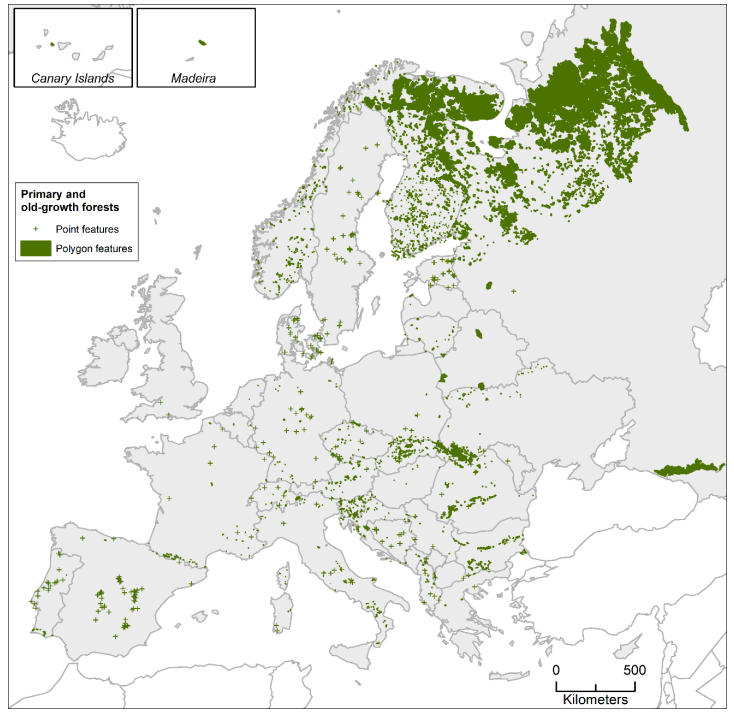 Canary Islands
Madeira
Primary and
old-growth forests
Point features
Polygon features
0 500
Kilometers